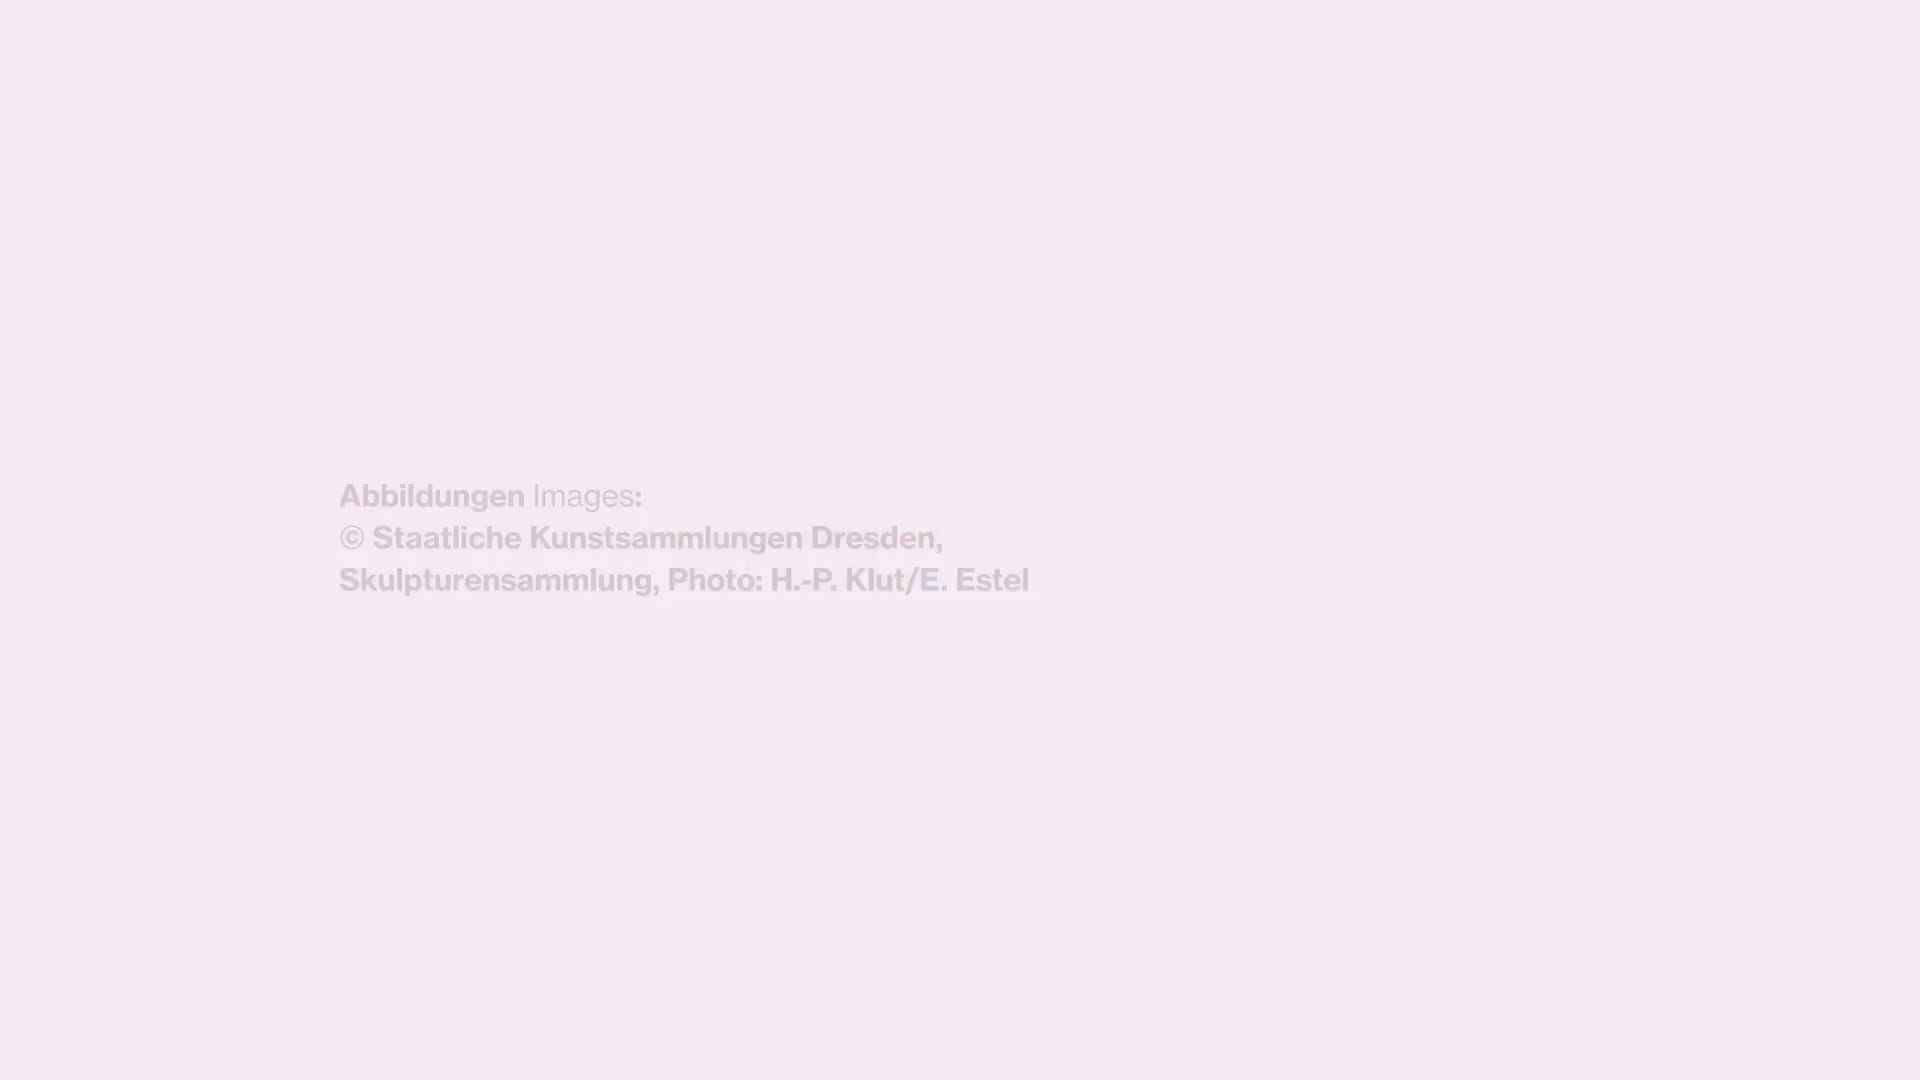 Abbildungen Images:
© Staatliche Kunstsammlungen Dresden,
Skulpturensammlung, Photo: H.-P. Klut/E. Estel